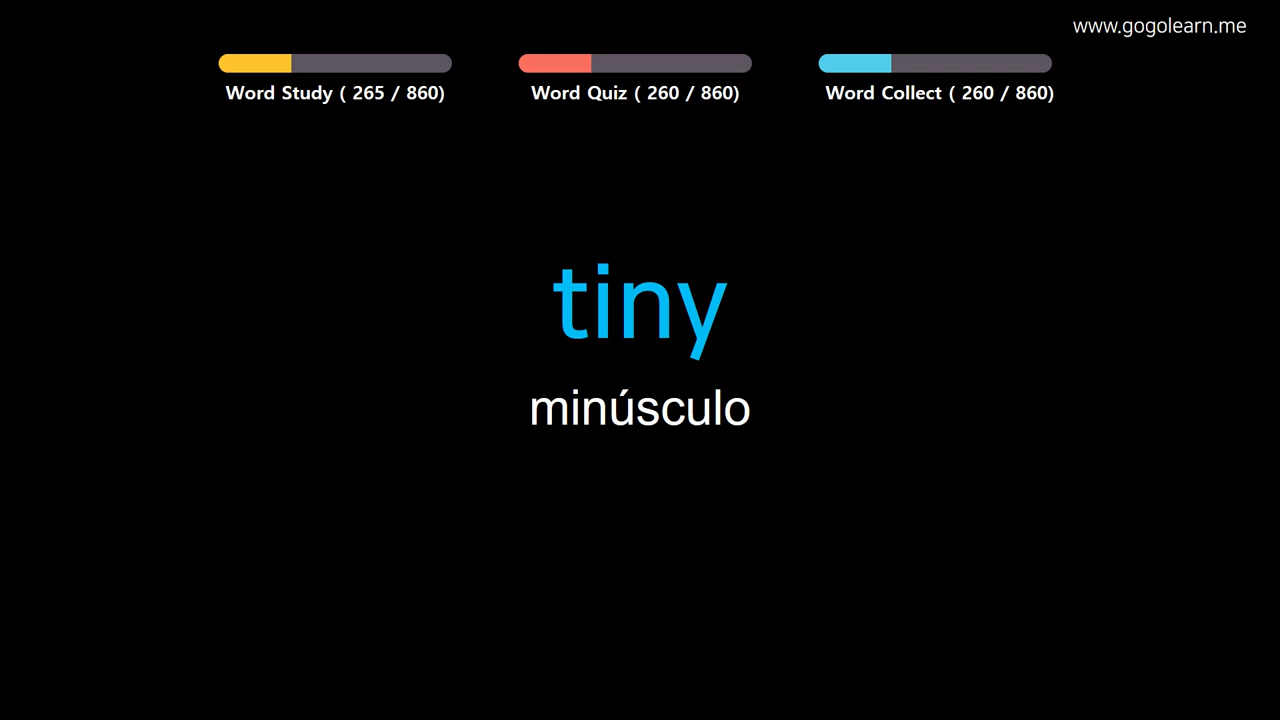 www.gogolearn.me
Word Study ( 265 / 860)
Word Quiz ( 260 / 860)
Word Collect ( 260 / 860)
tiny
minúsculo